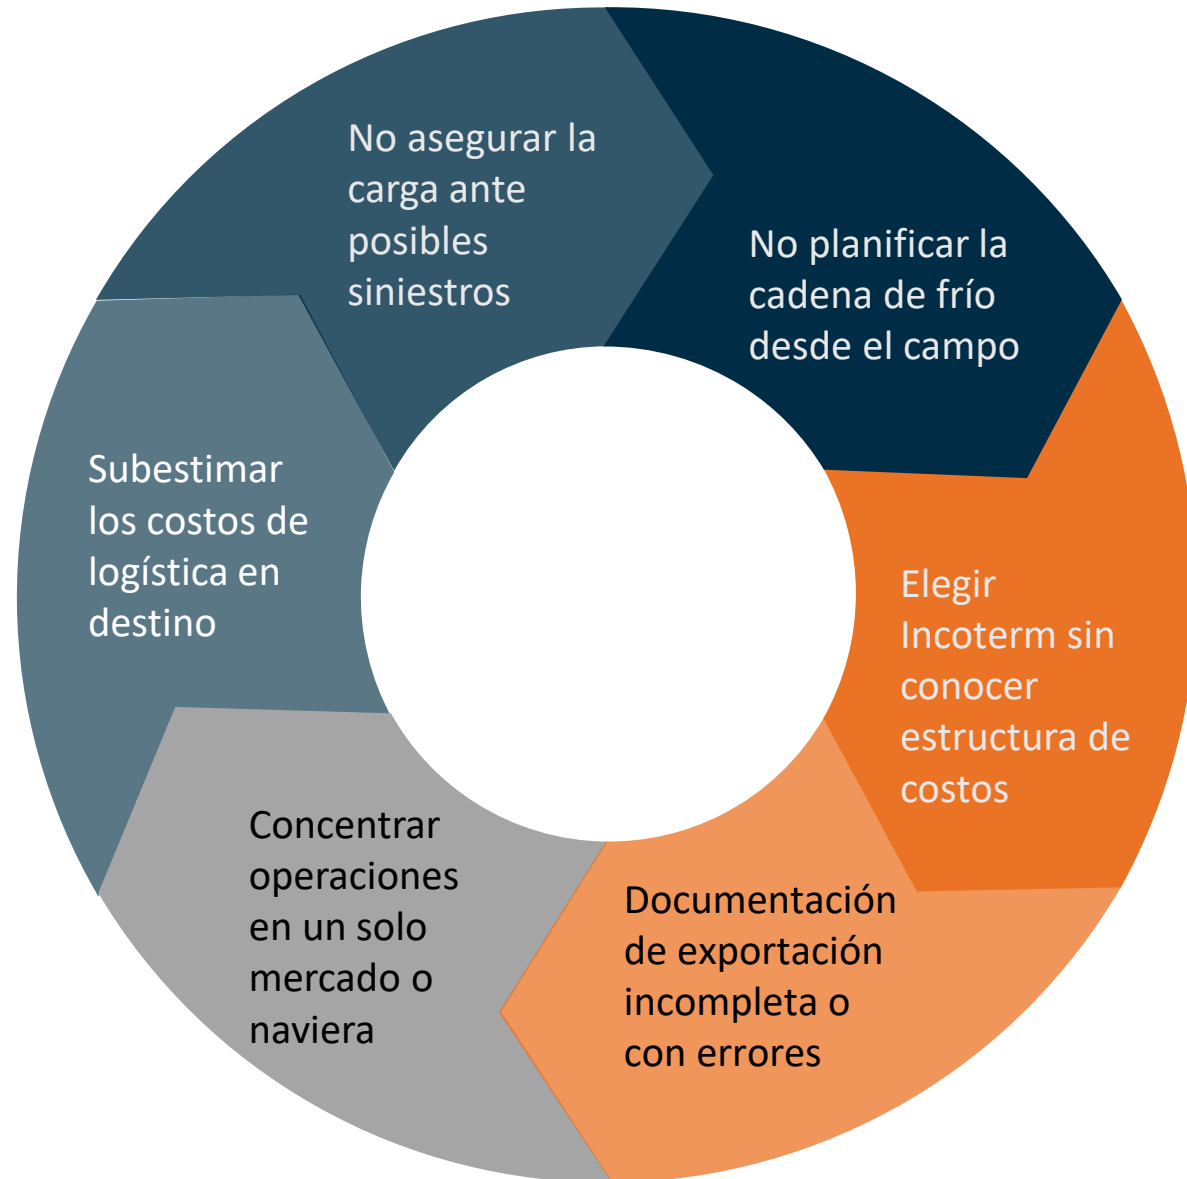 No asegurar la
carga ante
posibles
siniestros
No planificar la
cadena de frío
desde el campo
Elegir
Incoterm sin
conocer
estructura de
costos
Documentación
de exportación
incompleta o
con errores
Concentrar
operaciones
en un solo
mercado o
naviera
Subestimar
los costos de
logística en
destino